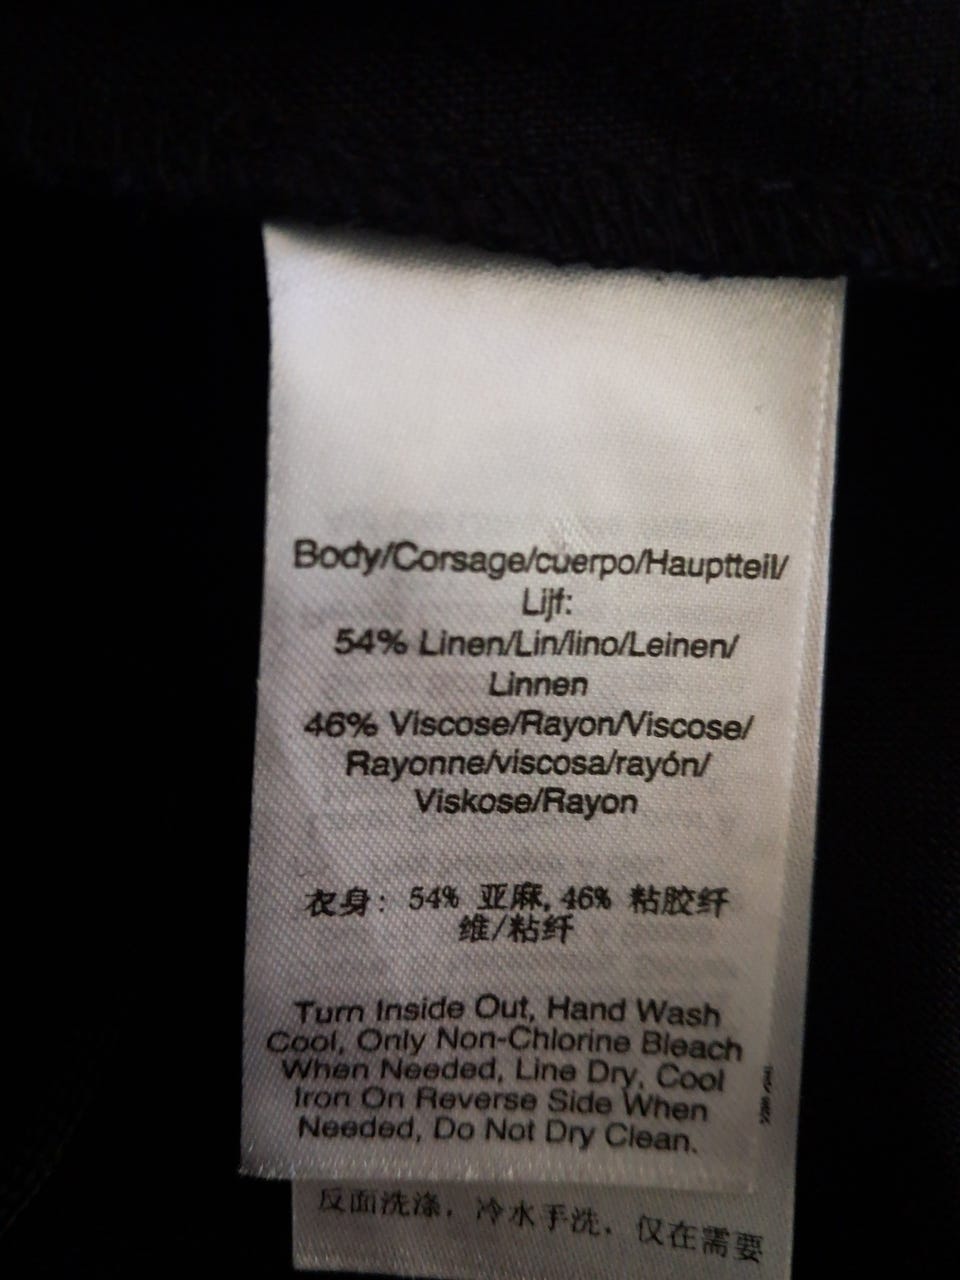 Body/Corsage/cuerpo/Hauptteil/
Lijf:
54% Linen/Lin/lino/Leinen/
Linnen
46% Viscose/Rayon/Viscose/
Rayonne/viscosa/rayón/
Viskose/Rayon
衣身: 54% 亚麻, 46% 粘胶纤
维/粘纤
Turn Inside Out, Hand Wash
Cool, Only Non-Chlorine Bleach
When Needed, Line Dry, Cool
Iron On Reverse Side When
Needed, Do Not Dry Clean.
反面洗涤, 冷水手洗, 仅在需要